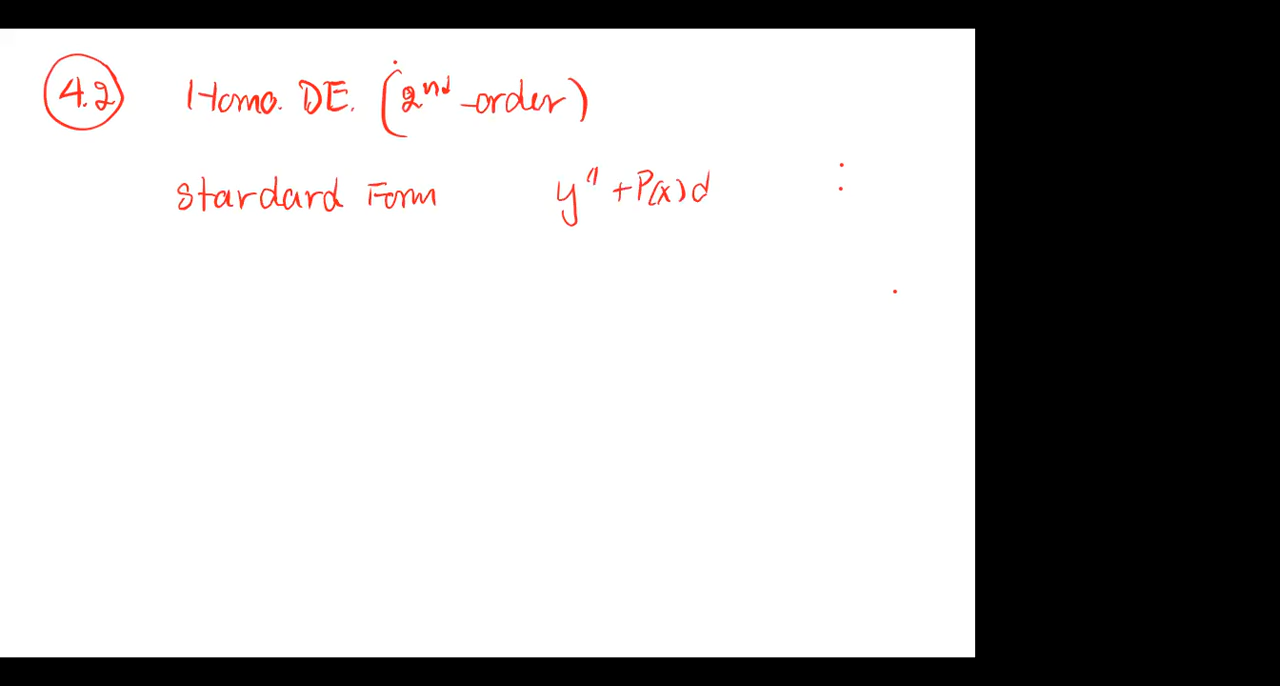 4.2 Homo. DE. (2nd-order)
Standard Form y" + P(x) d